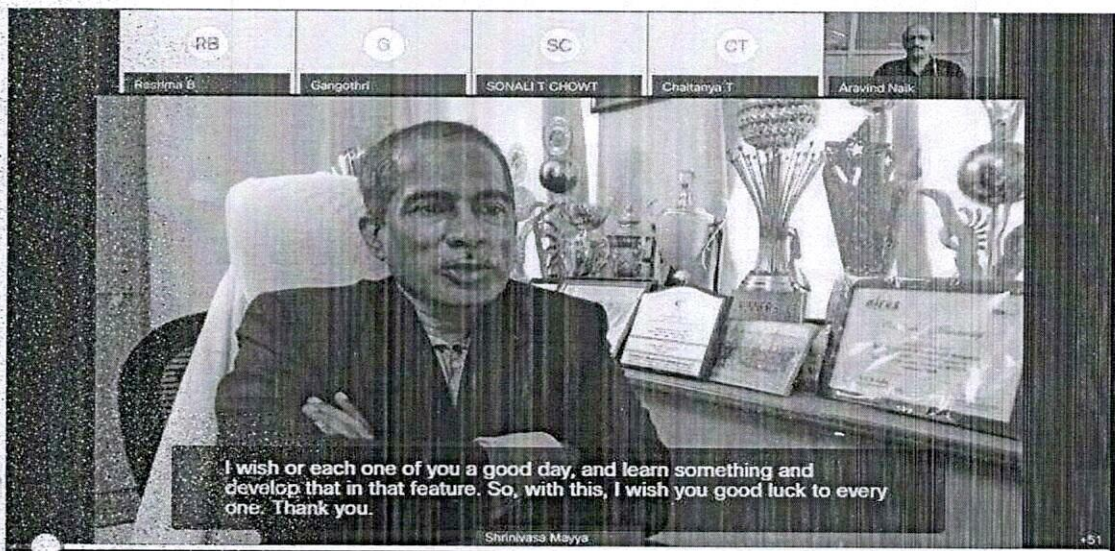 RB
G
SC
CT
Reshma B
Gangothri
SONALI T CHOWT
Chaitanya T
Aravind Naik
I wish or each one of you a good day, and learn something and
develop that in that feature. So, with this, I wish you good luck to every
one. Thank you.
Shrinivasa Mayya
+51